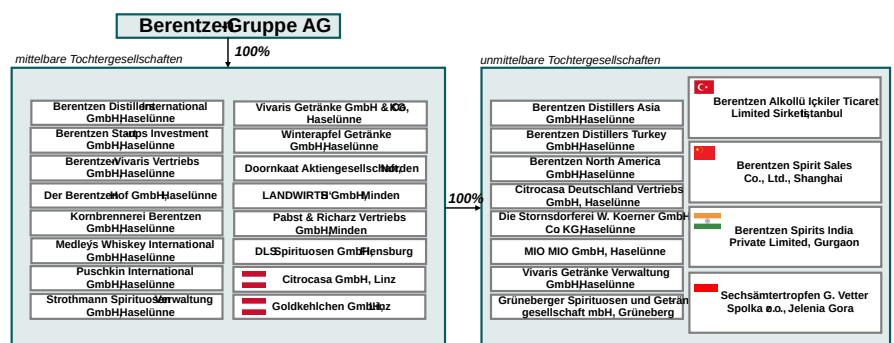 Berentzen-Gruppe AG
100%
mittelbare Tochtergesellschaften
Berentzen Distillers International
GmbH, Haselünne
Berentzen Startups Investment
GmbH, Haselünne
Berentzen-Vivaris Vertriebs
GmbH, Haselünne
Der Berentzen Hof GmbH, Haselünne
Kornbrennerei Berentzen
GmbH, Haselünne
Medley's Whiskey International
GmbH, Haselünne
Puschkin International
GmbH, Haselünne
Strothmann Spirituosen Verwaltung
GmbH, Haselünne
Vivaris Getränke GmbH & Co. KG,
Haselünne
Winterapfel Getränke
GmbH, Haselünne
Doornkaat Aktiengesellschaft, Norden
LANDWIRTH'S GmbH, Minden
Pabst & Richarz Vertriebs
GmbH, Minden
DLS Spirituosen GmbH, Flensburg
Citrocasa GmbH, Linz
Goldkehlchen GmbH, Linz
100%
unmittelbare Tochtergesellschaften
Berentzen Distillers Asia
GmbH, Haselünne
Berentzen Distillers Turkey
GmbH, Haselünne
Berentzen North America
GmbH, Haselünne
Citrocasa Deutschland Vertriebs
GmbH, Haselünne
Die Stornsdorferei W. Koerner GmbH
Co KG, Haselünne
MIO MIO GmbH, Haselünne
Vivaris Getränke Verwaltung
GmbH, Haselünne
Grüneberger Spirituosen und Geträn
gesellschaft mbH, Grüneberg
Berentzen Alkollü Içkiler Ticaret
Limited Sirketi, Istanbul
Berentzen Spirit Sales
Co., Ltd., Shanghai
Berentzen Spirits India
Private Limited, Gurgaon
Sechsämtertropfen G. Vetter
Spolka z.o.o., Jelenia Gora